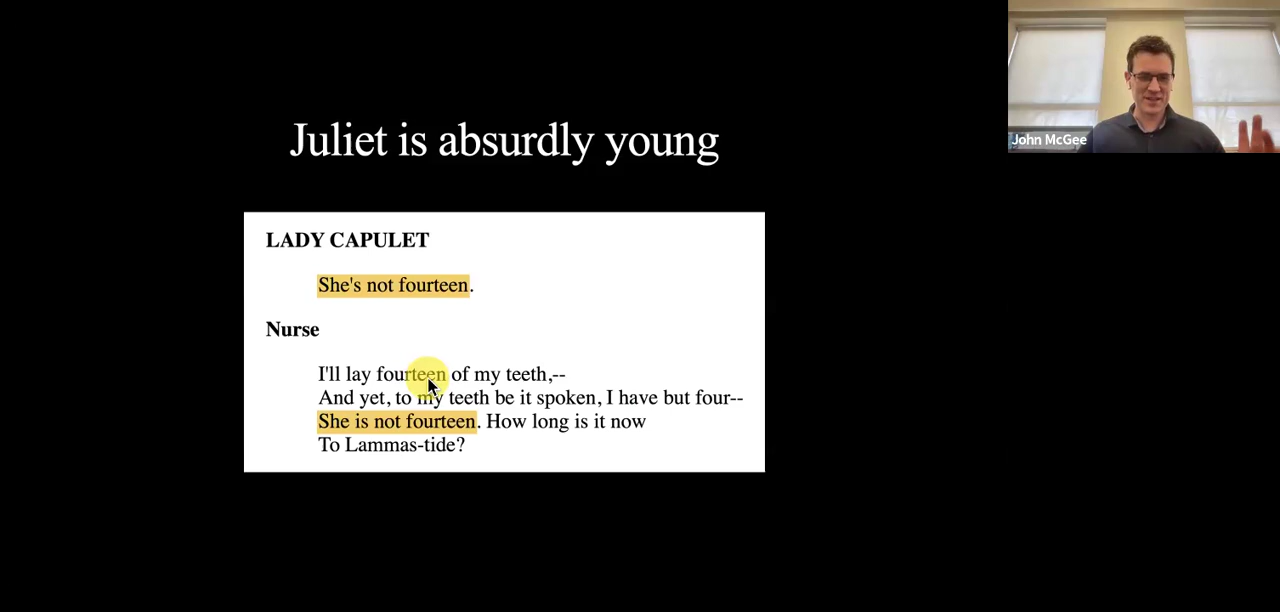 John McGee
Juliet is absurdly young
LADY CAPULET
She's not fourteen.
Nurse
I'll lay fourteen of my teeth,--
And yet, to my teeth be it spoken, I have but four--
She is not fourteen. How long is it now
To Lammas-tide?